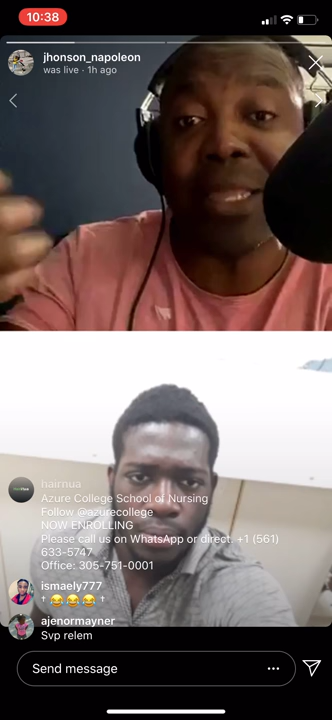 10:38
jhonson_napoleon
was live · 1h ago
hairnua
Azure College School of Nursing
Follow @azurecollege
NOW ENROLLING
Please call us on WhatsApp or direct. +1 (561)
633-5747
Office: 305-751-0001
ismaely777
😂😂😂
ajenormayner
Svp relem
Send message